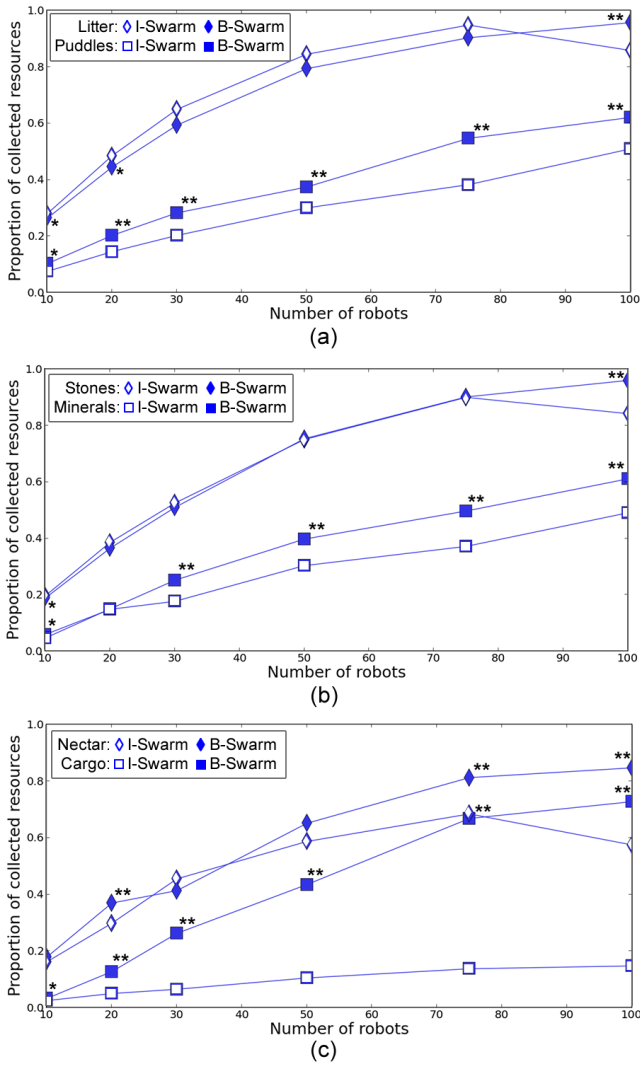 Litter: I-Swarm B-Swarm
Puddles: I-Swarm B-Swarm
Proportion of collected resources
1.0
0.8
0.6
0.4
0.2
0.0
** ** ** ** ** * * *
10 20 30 40 50 60 70 80 90 100
Number of robots
(a)
Stones: I-Swarm B-Swarm
Minerals: I-Swarm B-Swarm
Proportion of collected resources
1.0
0.8
0.6
0.4
0.2
0.0
** ** ** ** ** * *
10 20 30 40 50 60 70 80 90 100
Number of robots
(b)
Nectar: I-Swarm B-Swarm
Cargo: I-Swarm B-Swarm
Proportion of collected resources
1.0
0.8
0.6
0.4
0.2
0.0
** ** ** ** ** ** ** ** *
10 20 30 40 50 60 70 80 90 100
Number of robots
(c)